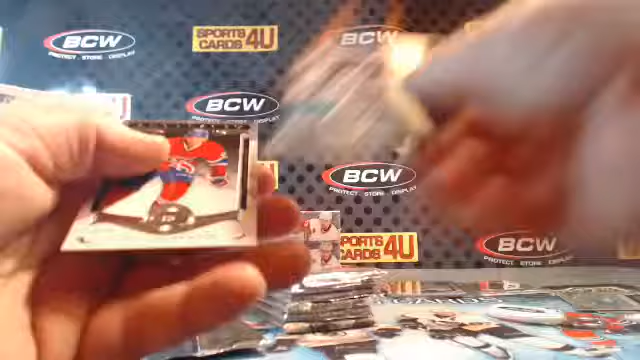 BCW
PROTECT . STORE . DISPLAY
SPORTS
CARDS 4U
BCW
BCW
PROTECT . STORE . DISPLAY
BCW
PROTECT . STORE . DISPLAY
SPORTS
CARDS 4U
BCW
PROTECT . STORE . DISPLAY
CARDS